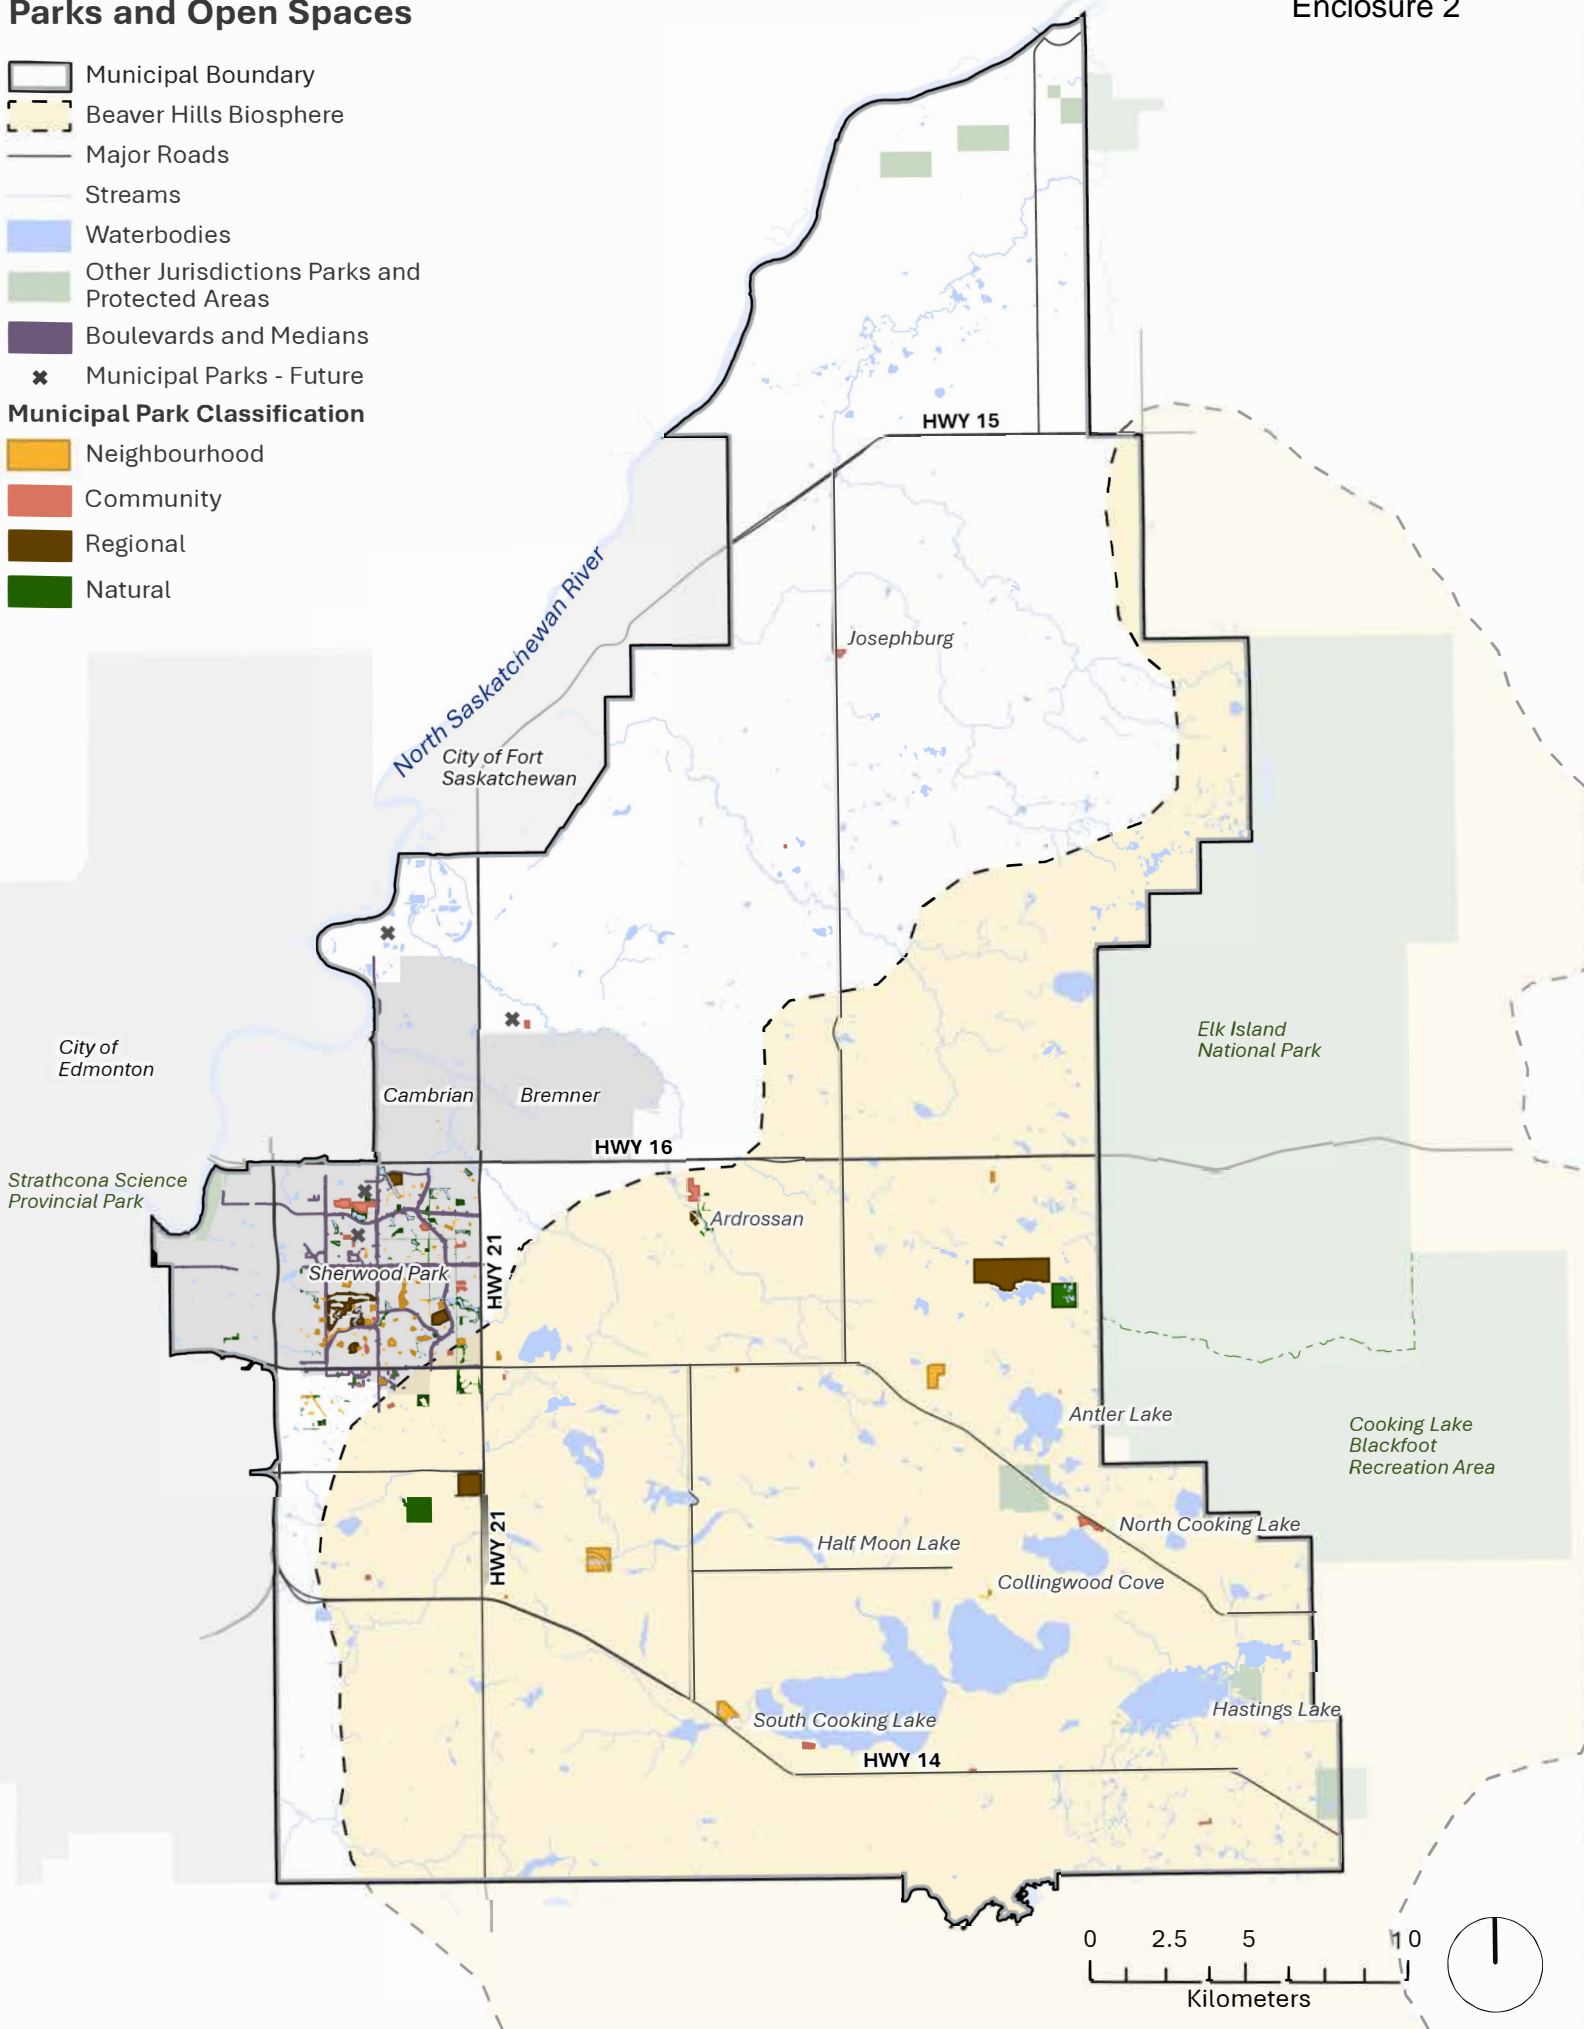 Parks and Open Spaces
Enclosure 2
Municipal Boundary
Beaver Hills Biosphere
Major Roads
Streams
Waterbodies
Other Jurisdictions Parks and
Protected Areas
Boulevards and Medians
Municipal Parks - Future
Municipal Park Classification
Neighbourhood
Community
Regional
Natural
HWY 15
North Saskatchewan River
Josephburg
City of Fort
Saskatchewan
Elk Island
National Park
City of
Edmonton
Cambrian
Bremner
HWY 16
Strathcona Science
Provincial Park
Ardrossan
HWY 21
Sherwood Park
Antler Lake
Cooking Lake
Blackfoot
Recreation Area
North Cooking Lake
HWY 21
Half Moon Lake
Collingwood Cove
Hastings Lake
South Cooking Lake
HWY 14
0 2.5 5 10
Kilometers